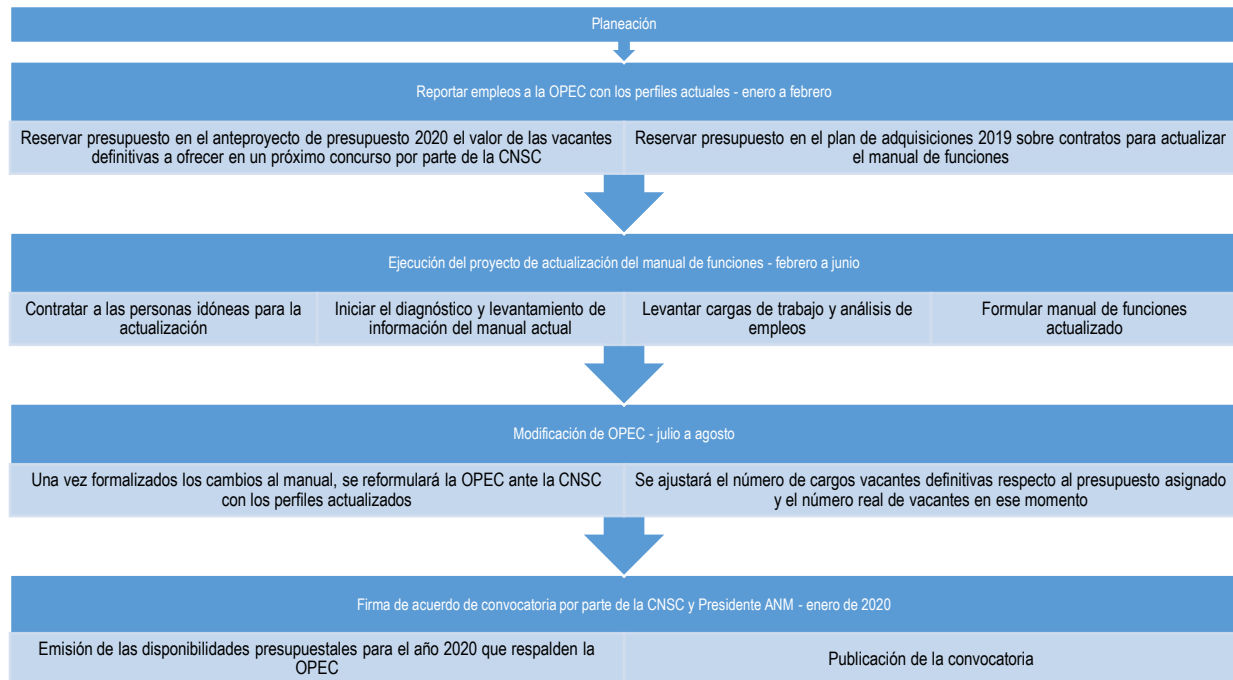 Planeación
Reportar empleos a la OPEC con los perfiles actuales - enero a febrero
Reservar presupuesto en el anteproyecto de presupuesto 2020 el valor de las vacantes
definitivas a ofrecer en un próximo concurso por parte de la CNSC
Reservar presupuesto en el plan de adquisiciones 2019 sobre contratos para actualizar
el manual de funciones
Ejecución del proyecto de actualización del manual de funciones - febrero a junio
Contratar a las personas idóneas para la
actualización
Iniciar el diagnóstico y levantamiento de
información del manual actual
Levantar cargas de trabajo y análisis de
empleos
Formular manual de funciones
actualizado
Modificación de OPEC - julio a agosto
Una vez formalizados los cambios al manual, se reformulará la OPEC ante la CNSC
con los perfiles actualizados
Se ajustará el número de cargos vacantes definitivas respecto al presupuesto asignado
y el número real de vacantes en ese momento
Firma de acuerdo de convocatoria por parte de la CNSC y Presidente ANM - enero de 2020
Emisión de las disponibilidades presupuestales para el año 2020 que respalden la
OPEC
Publicación de la convocatoria